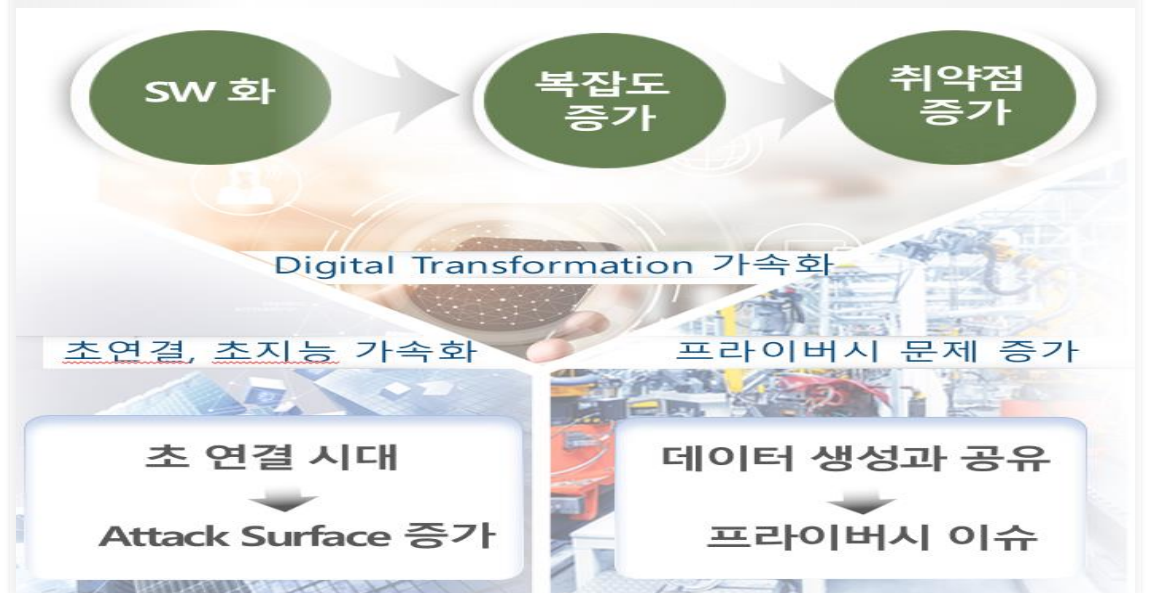 SW 화
복잡도
증가
취약점
증가
Digital Transformation 가속화
초연결, 초지능 가속화
프라이버시 문제 증가
초 연결 시대
Attack Surface 증가
데이터 생성과 공유
프라이버시 이슈